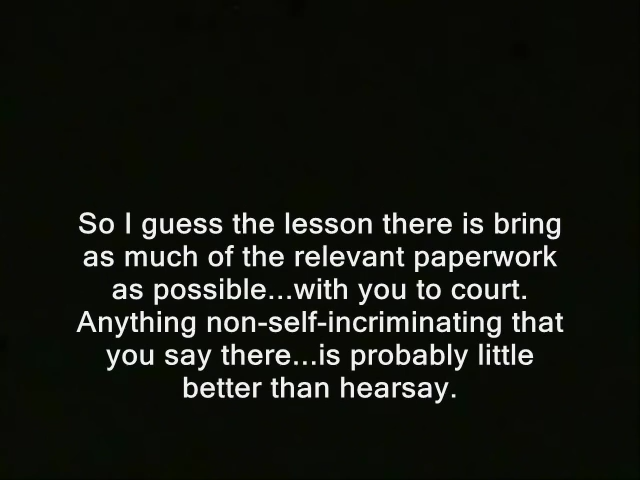 So I guess the lesson there is bring
as much of the relevant paperwork
as possible...with you to court.
Anything non-self-incriminating that
you say there...is probably little
better than hearsay.